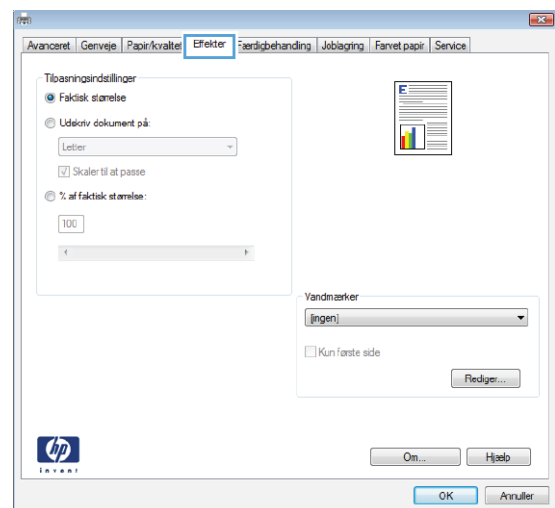 Avanceret Genveje Papir/kvalitet Effekter Færdigbehandling Joblagring Farvet papir Service
Tilpasningsindstillinger
Faktisk størrelse
Udskriv dokument på:
Letter
Skaler til at passe
% af faktisk størrelse:
100
E
Vandmærker
[ingen]
Kun første side
Rediger...
hp
invent
Om... Hjælp
OK Annuller